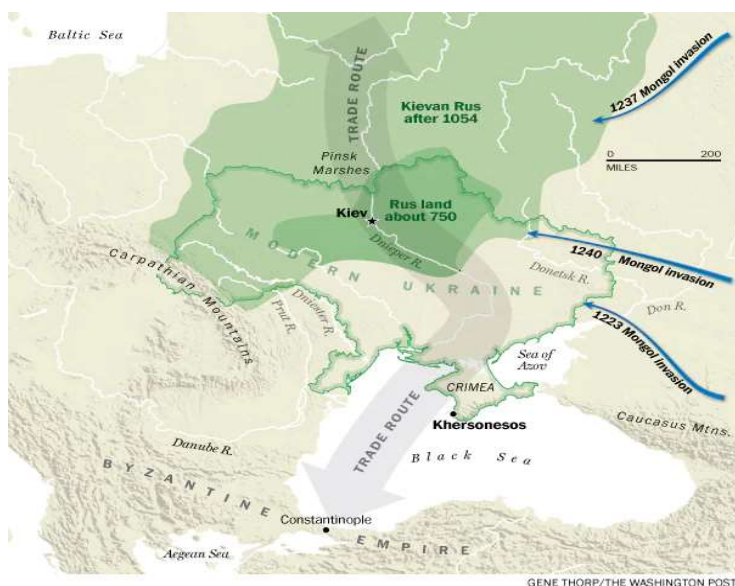 Baltic Sea
1237 Mongol invasion
TRADE ROUTE
Kievan Rus
after 1054
0 200
MILES
Pinsk
Marshes
Rus land
about 750
Kiev
Dnieper R.
MODERN UKRAINE
1240 Mongol invasion
Carpathian Mountains
Donetsk R.
Dniester R.
Prut R.
Don R.
1223 Mongol invasion
Sea of
Azov
CRIMEA
Khersonesos
Caucasus Mtns.
TRADE ROUTE
Danube R.
Black Sea
BYZANTINE EMPIRE
Constantinople
Aegean Sea
GENE THORP/THE WASHINGTON POST